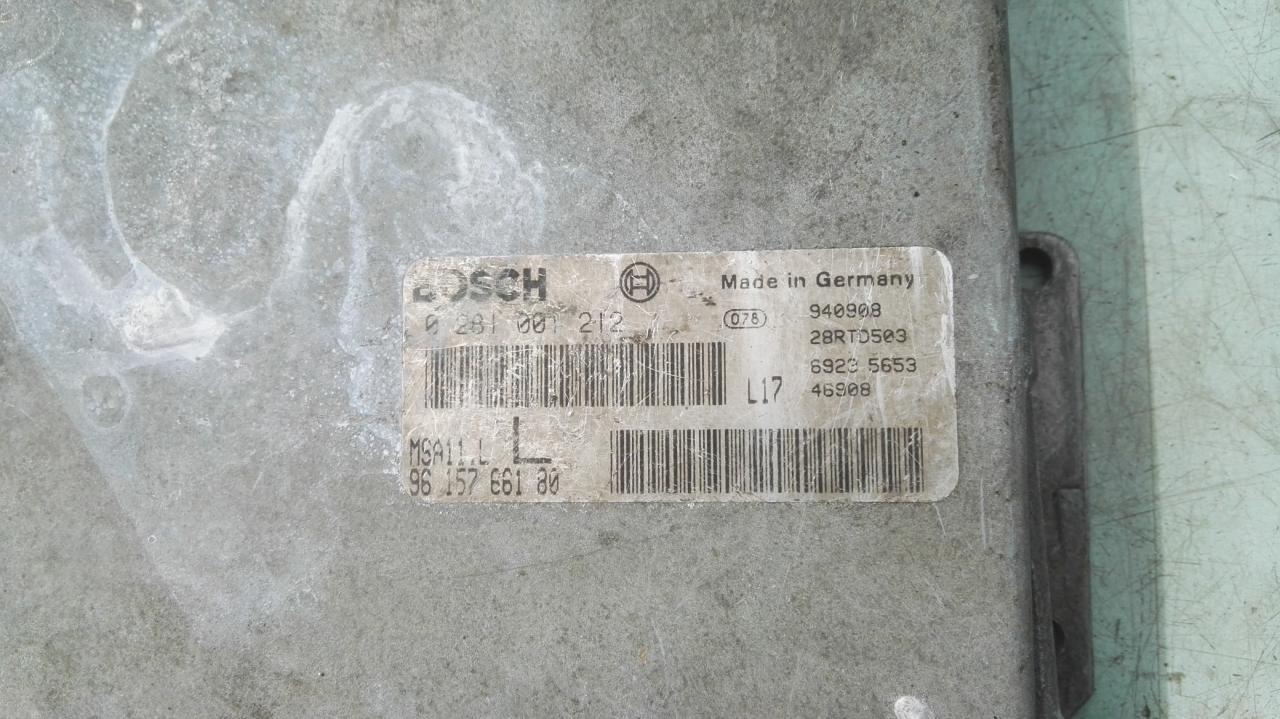 BOSCH
Made in Germany
0 281 001 212
078
940908
28RTD503
6923 5653
L17
46908
MSA11.L L
96 157 661 80